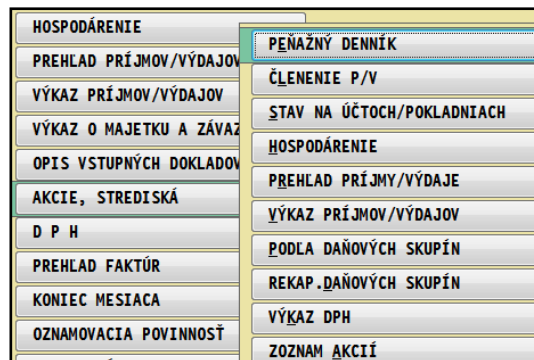 HOSPODÁRENIE
PREHĽAD PRÍJMOV/VÝDAJOV
VÝKAZ PRÍJMOV/VÝDAJOV
VÝKAZ O MAJETKU A
OPIS VSTUPNÝCH DOKLADOV
AKCIE, STREDISKÁ
D P H
PREHĽAD FAKTÚR
KONIEC MESIACA
OZNAMOVACIA POVINNOSŤ
PEŇAŽNÝ DENNÍK
ČLENENIE P/V
STAV NA ÚČTOCH/POKLADNIACH
HOSPODÁRENIE
PREHĽAD PRÍJMY/VÝDAJE
VÝKAZ PRÍJMOV/VÝDAJOV
PODĽA DAŇOVÝCH SKUPÍN
REKAP.DAŇOVÝCH SKUPÍN
VÝKAZ DPH
ZOZNAM AKCIÍ